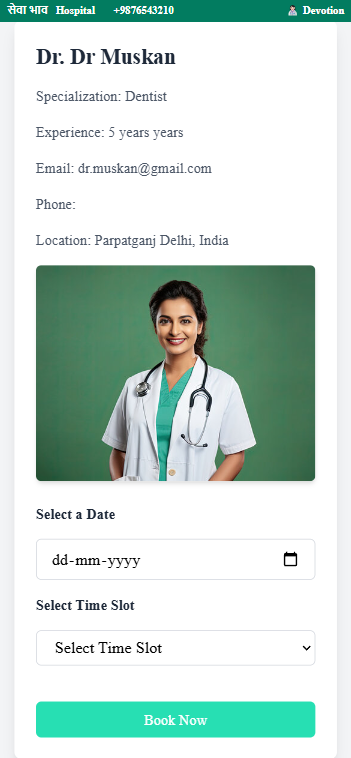 सेवा भाव Hospital +9876543210 Devotion
Dr. Dr Muskan
Specialization: Dentist
Experience: 5 years years
Email: dr.muskan@gmail.com
Phone:
Location: Parpatganj Delhi, India
Select a Date
dd-mm-yyyy
Select Time Slot
Select Time Slot
Book Now